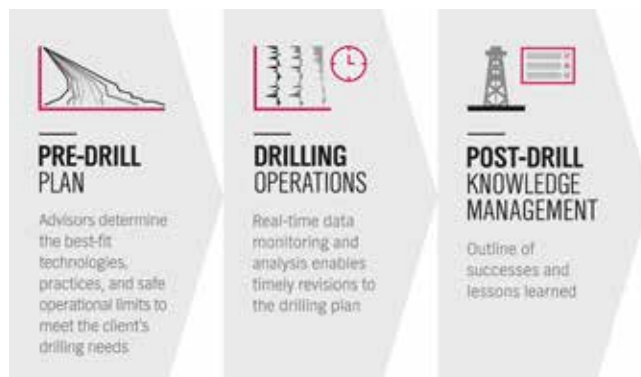 PRE-DRILL
PLAN
Advisors determine
the best-fit
technologies,
practices, and safe
operational limits to
meet the client's
drilling needs
DRILLING
OPERATIONS
Real-time data
monitoring and
analysis enables
timely revisions to
the drilling plan
POST-DRILL
KNOWLEDGE
MANAGEMENT
Outline of
successes and
lessons learned